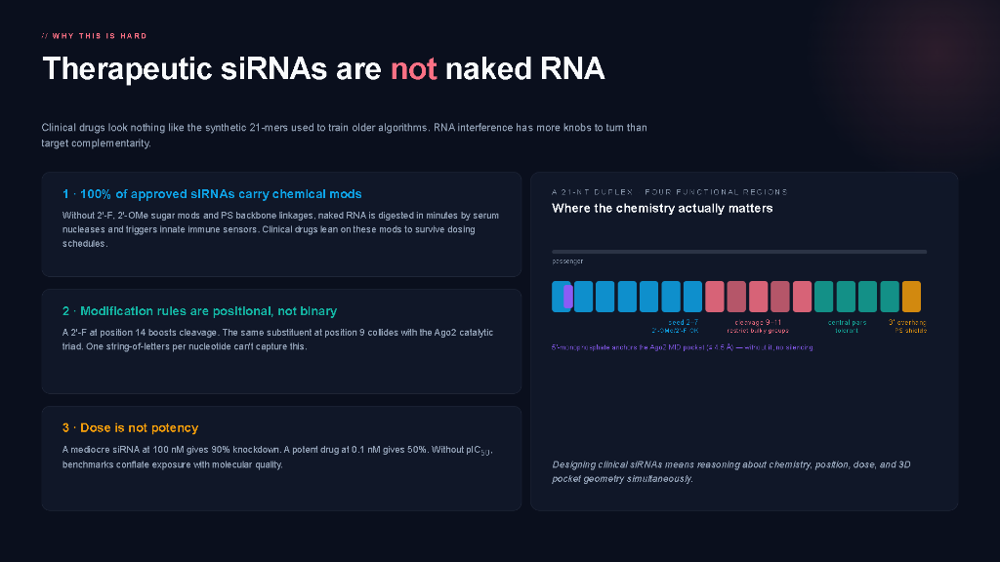 // WHY THIS IS HARD
Therapeutic siRNAs are not naked RNA
Clinical drugs look nothing like the synthetic 21-mers used to train older algorithms. RNA interference has more knobs to turn than
target complementarity.
1 · 100% of approved siRNAs carry chemical mods
Without 2'-F, 2'-OMe sugar mods and PS backbone linkages, naked RNA is digested in minutes by serum
nucleases and triggers innate immune sensors. Clinical drugs lean on these mods to survive dosing
schedules.
2 · Modification rules are positional, not binary
A 2'-F at position 14 boosts cleavage. The same substituent at position 9 collides with the Ago2 catalytic
triad. One string-of-letters per nucleotide can't capture this.
3 · Dose is not potency
A mediocre siRNA at 100 nM gives 90% knockdown. A potent drug at 0.1 nM gives 50%. Without pIC50,
benchmarks conflate exposure with molecular quality.
A 21-NT DUPLEX FOUR FUNCTIONAL REGIONS
Where the chemistry actually matters
passenger
seed 2–7 cleavage 9–11 central pars 3' overhang
2'-OMe/2'-F OK restrict bulky groups tolerant PS shields
5'-monophosphate anchors the Ago2 MID pocket (≤ 4.5 Å) — without it, no silencing
Designing clinical siRNAs means reasoning about chemistry, position, dose, and 3D
pocket geometry simultaneously.